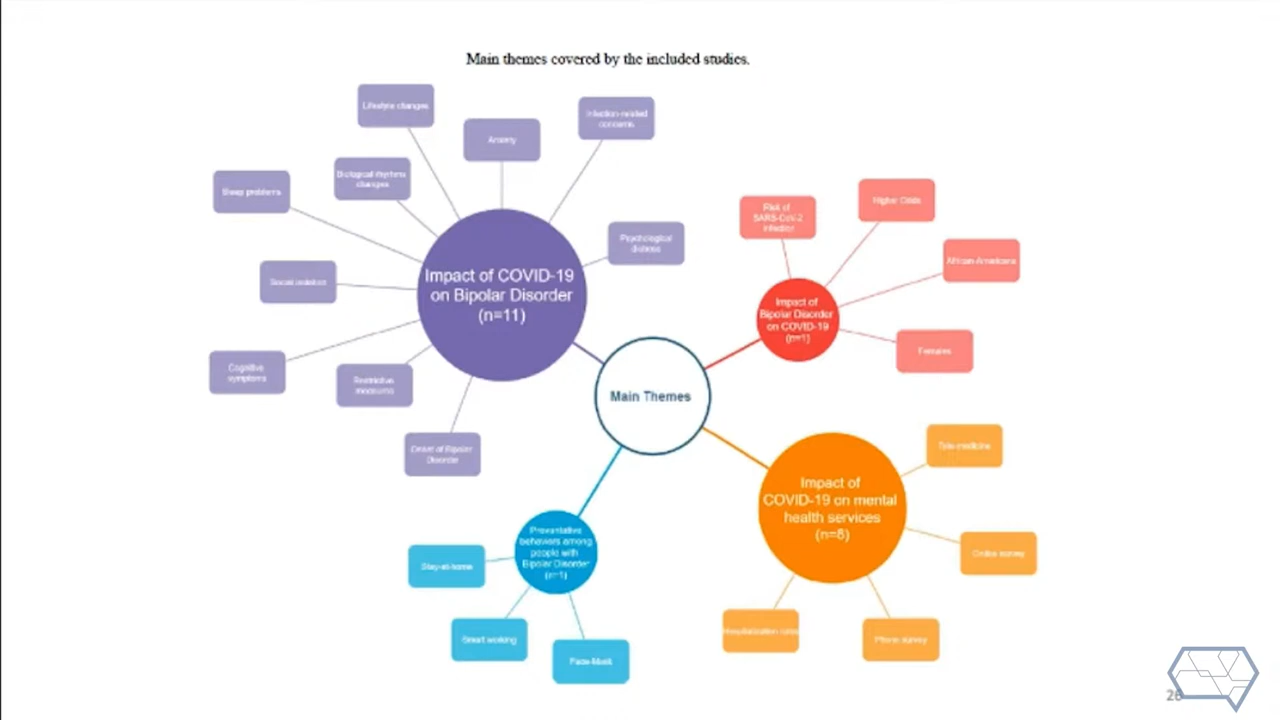 Main themes covered by the included studies.
Lifestyle changes
Anxiety
Infection-related
concerns
Biological rhythms
changes
Sleep problems
Psychological
distress
Social isolation
Impact of COVID-19
on Bipolar Disorder
(n=11)
Cognitive
symptoms
Restrictive
measures
Onset of Bipolar
Disorder
Main Themes
Risk of
SARS-CoV-2
infection
Higher Odds
African Americans
Impact of
Bipolar Disorder
on COVID-19
(n=1)
Females
Preventative
behaviors among
people with
Bipolar Disorder
(n=1)
Stay-at-home
Smart working
Face-Mask
Impact of
COVID-19 on mental
health services
(n=8)
Tele-medicine
Online survey
Hospitalization rates
Phone survey